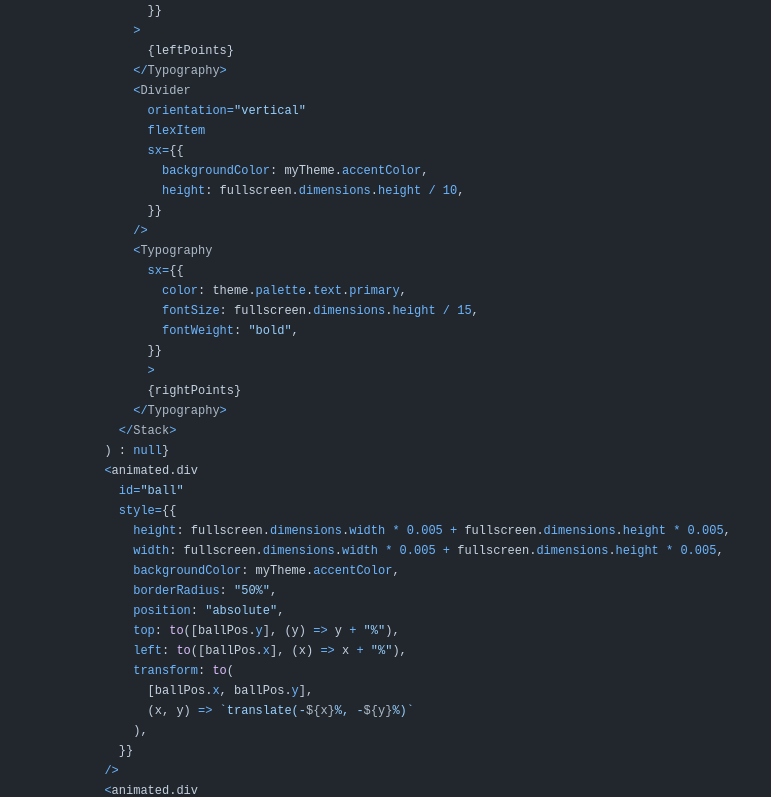 }}
>
{leftPoints}
</Typography>
<Divider
orientation="vertical"
flexItem
sx={{
backgroundColor: myTheme.accentColor,
height: fullscreen.dimensions.height / 10,
}}
/>
<Typography
sx={{
color: theme.palette.text.primary,
fontSize: fullscreen.dimensions.height / 15,
fontWeight: "bold",
}}
>
{rightPoints}
</Typography>
</Stack>
) : null}
<animated.div
id="ball"
style={{
height: fullscreen.dimensions.width * 0.005 + fullscreen.dimensions.height * 0.005,
width: fullscreen.dimensions.width * 0.005 + fullscreen.dimensions.height * 0.005,
backgroundColor: myTheme.accentColor,
borderRadius: "50%",
position: "absolute",
top: to([ballPos.y], (y) => y + "%"),
left: to([ballPos.x], (x) => x + "%"),
transform: to(
[ballPos.x, ballPos.y],
(x, y) => `translate(-${x}%, -${y}%)`
),
}}
/>
<animated.div